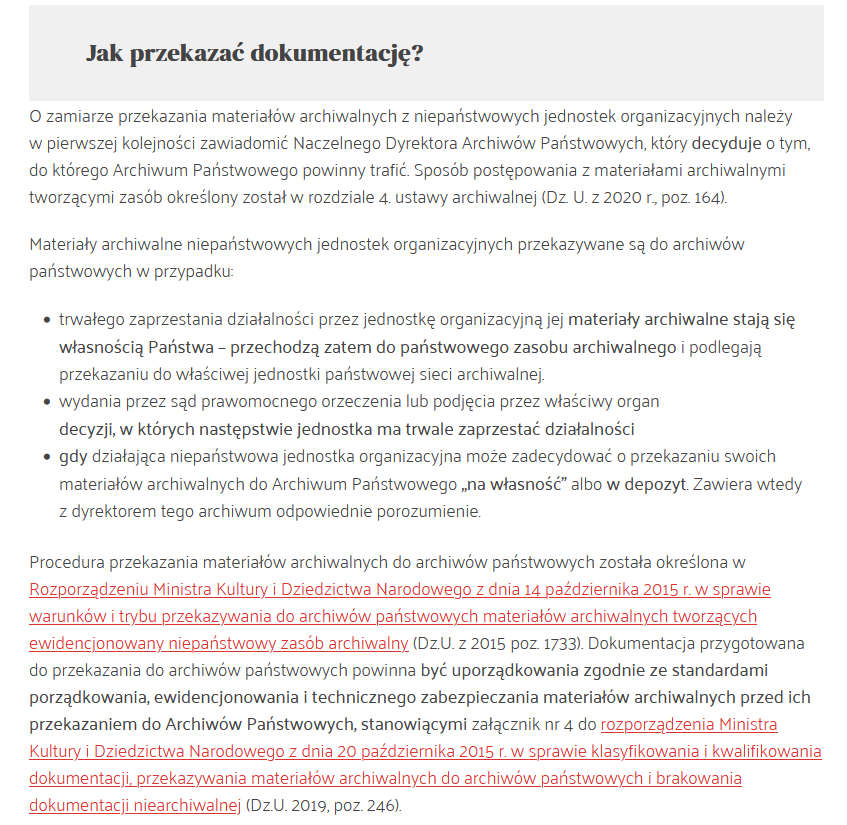 Jak przekazać dokumentację?
O zamiarze przekazania materiałów archiwalnych z niepaństwowych jednostek organizacyjnych należy
w pierwszej kolejności zawiadomić Naczelnego Dyrektora Archiwów Państwowych, który decyduje o tym,
do którego Archiwum Państwowego powinny trafić. Sposób postępowania z materiałami archiwalnymi
tworzącymi zasób określony został w rozdziale 4. ustawy archiwalnej (Dz. U. z 2020 r., poz. 164).
Materiały archiwalne niepaństwowych jednostek organizacyjnych przekazywane są do archiwów
państwowych w przypadku:
• trwałego zaprzestania działalności przez jednostkę organizacyjną jej materiały archiwalne stają się
własnością Państwa – przechodzą zatem do państwowego zasobu archiwalnego i podlegają
przekazaniu do właściwej jednostki państwowej sieci archiwalnej.
• wydania przez sąd prawomocnego orzeczenia lub podjęcia przez właściwy organ
decyzji, w których następstwie jednostka ma trwale zaprzestać działalności
• gdy działająca niepaństwowa jednostka organizacyjna może zadecydować o przekazaniu swoich
materiałów archiwalnych do Archiwum Państwowego „na własność” albo w depozyt. Zawiera wtedy
z dyrektorem tego archiwum odpowiednie porozumienie.
Procedura przekazania materiałów archiwalnych do archiwów państwowych została określona w
Rozporządzeniu Ministra Kultury i Dziedzictwa Narodowego z dnia 14 października 2015 r. w sprawie
warunków i trybu przekazywania do archiwów państwowych materiałów archiwalnych tworzących
ewidencjonowany niepaństwowy zasób archiwalny (Dz.U. z 2015 poz. 1733). Dokumentacja przygotowana
do przekazania do archiwów państwowych powinna być uporządkowania zgodnie ze standardami
porządkowania, ewidencjonowania i technicznego zabezpieczania materiałów archiwalnych przed ich
przekazaniem do Archiwów Państwowych, stanowiącymi załącznik nr 4 do rozporządzenia Ministra
Kultury i Dziedzictwa Narodowego z dnia 20 października 2015 r. w sprawie klasyfikowania i kwalifikowania
dokumentacji, przekazywania materiałów archiwalnych do archiwów państwowych i brakowania
dokumentacji niearchiwalnej (Dz.U. 2019, poz. 246).